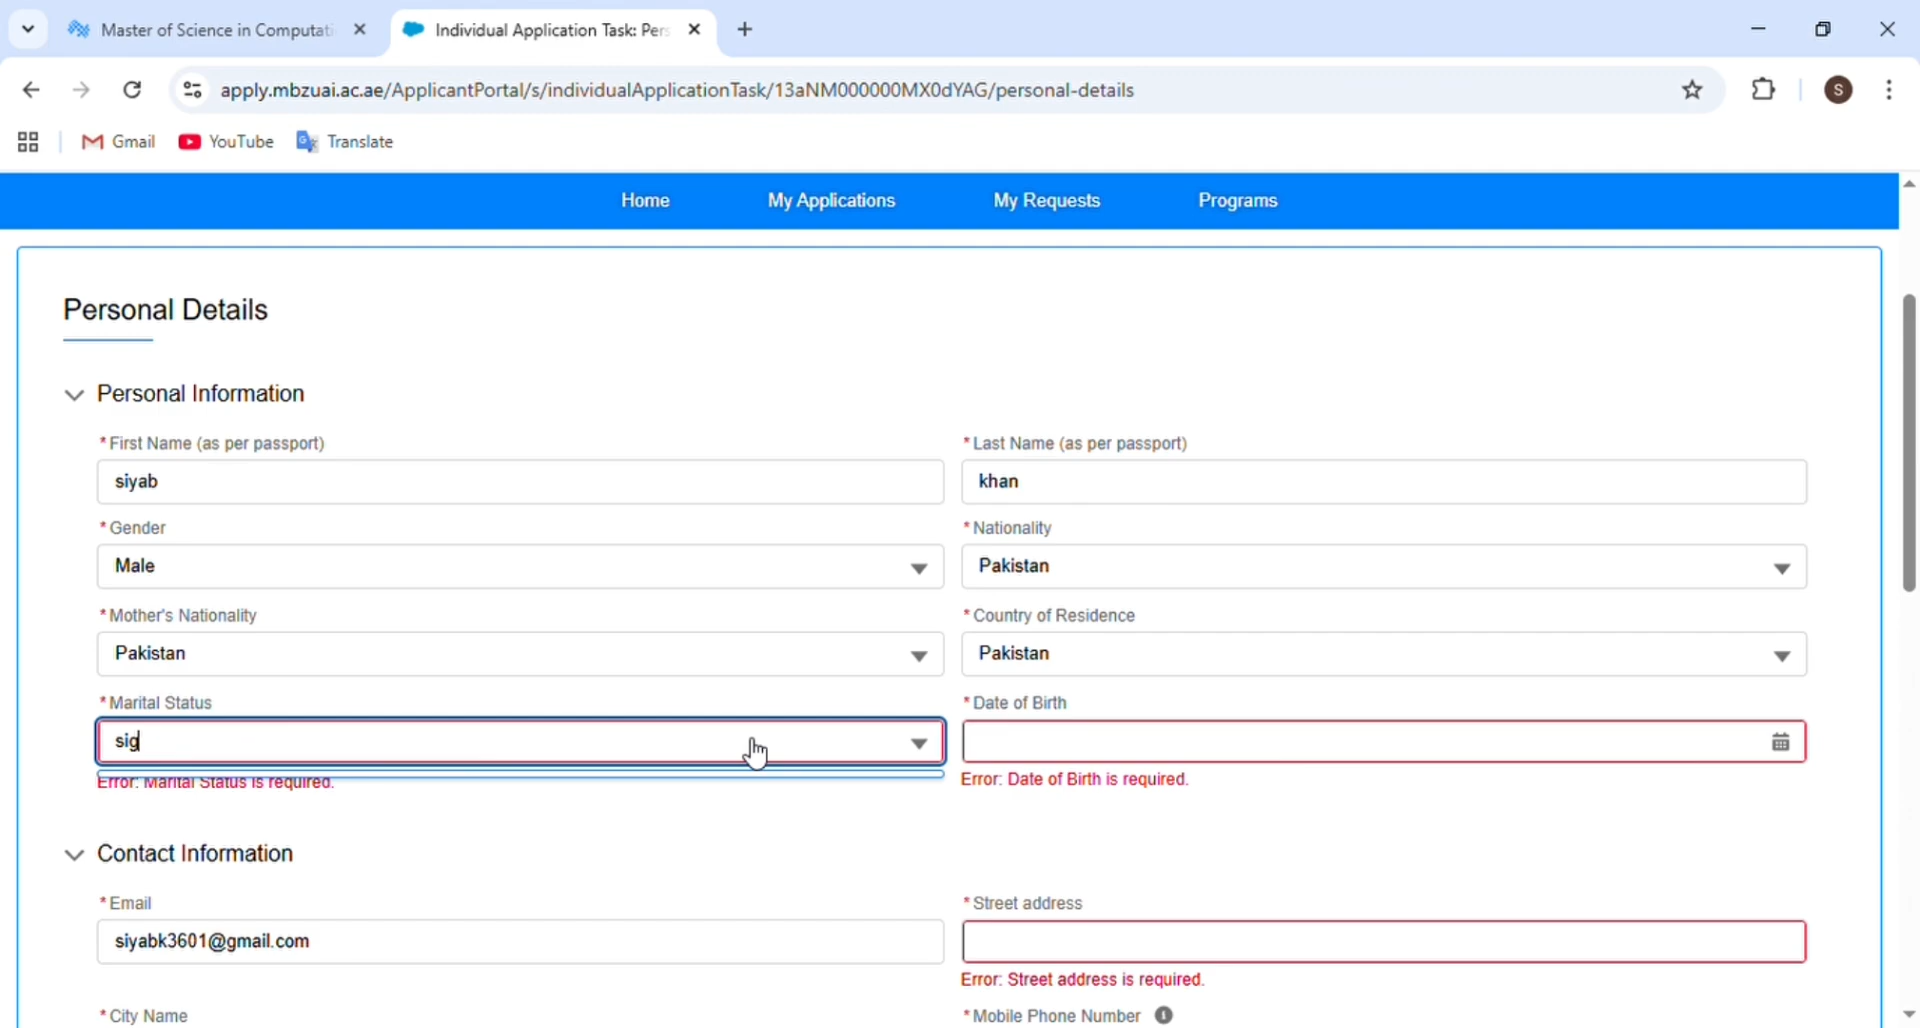 Master of Science in Computati
Individual Application Task: Pers
apply.mbzuai.ac.ae/ApplicantPortal/s/individualApplicationTask/13aNM000000MX0dYAG/personal-details
S
Gmail YouTube Translate
Home My Applications My Requests Programs
Personal Details
Personal Information
*First Name (as per passport) *Last Name (as per passport)
siyab khan
*Gender *Nationality
Male Pakistan
*Mother's Nationality *Country of Residence
Pakistan Pakistan
*Marital Status *Date of Birth
sig
Error: Marital Status is required. Error: Date of Birth is required.
Contact Information
*Email *Street address
siyabk3601@gmail.com
Error: Street address is required.
*City Name *Mobile Phone Number